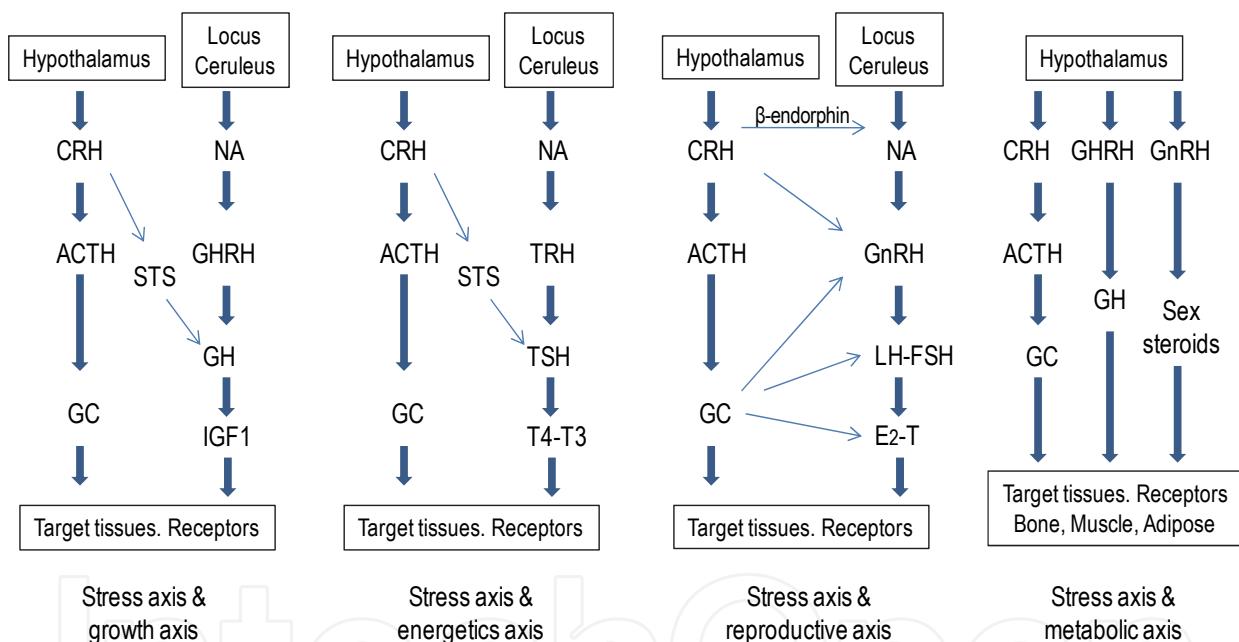 Hypothalamus
Locus
Ceruleus
CRH
NA
ACTH
STS
GHRH
GH
GC
IGF1
Target tissues. Receptors
Stress axis &
growth axis
Hypothalamus
Locus
Ceruleus
CRH
NA
ACTH
STS
TRH
TSH
GC
T4-T3
Target tissues. Receptors
Stress axis &
energetics axis
Hypothalamus
Locus
Ceruleus
β-endorphin
CRH
NA
ACTH
GnRH
LH-FSH
GC
E2-T
Target tissues. Receptors
Stress axis &
reproductive axis
Hypothalamus
CRH GHRH GnRH
ACTH
GH
Sex
steroids
GC
Target tissues. Receptors
Bone, Muscle, Adipose
Stress axis &
metabolic axis